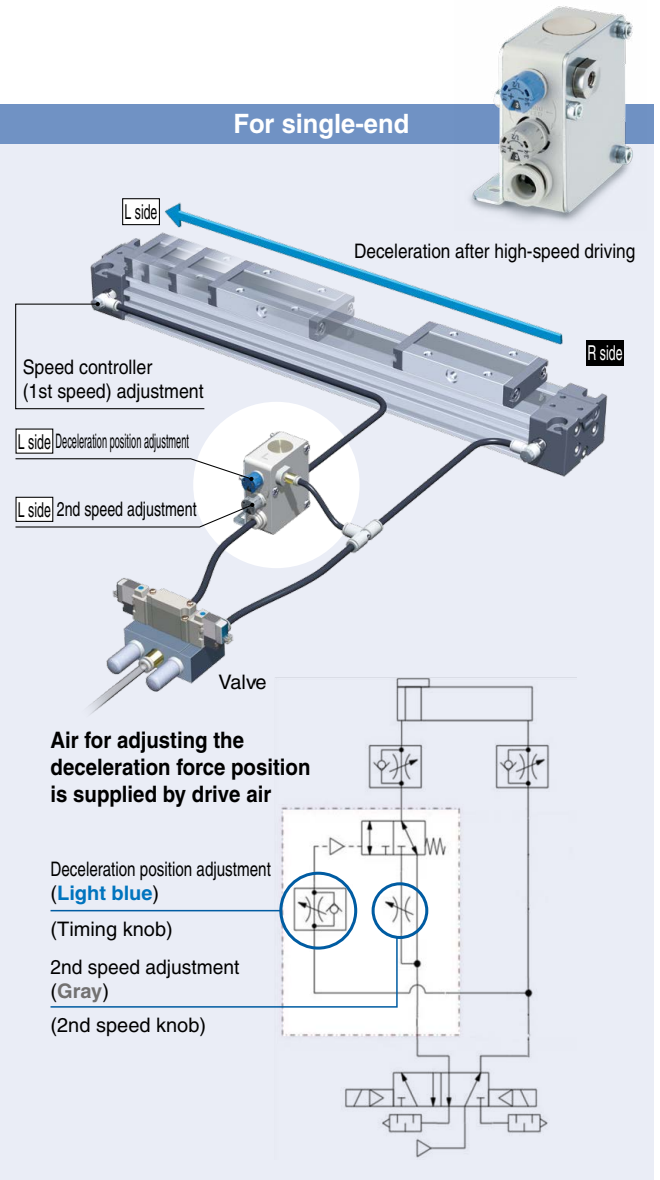 For single-end
L side
Deceleration after high-speed driving
R side
Speed controller
(1st speed) adjustment
L side Deceleration position adjustment
L side 2nd speed adjustment
Valve
Air for adjusting the
deceleration force position
is supplied by drive air
Deceleration position adjustment
(Light blue)
(Timing knob)
2nd speed adjustment
(Gray)
(2nd speed knob)